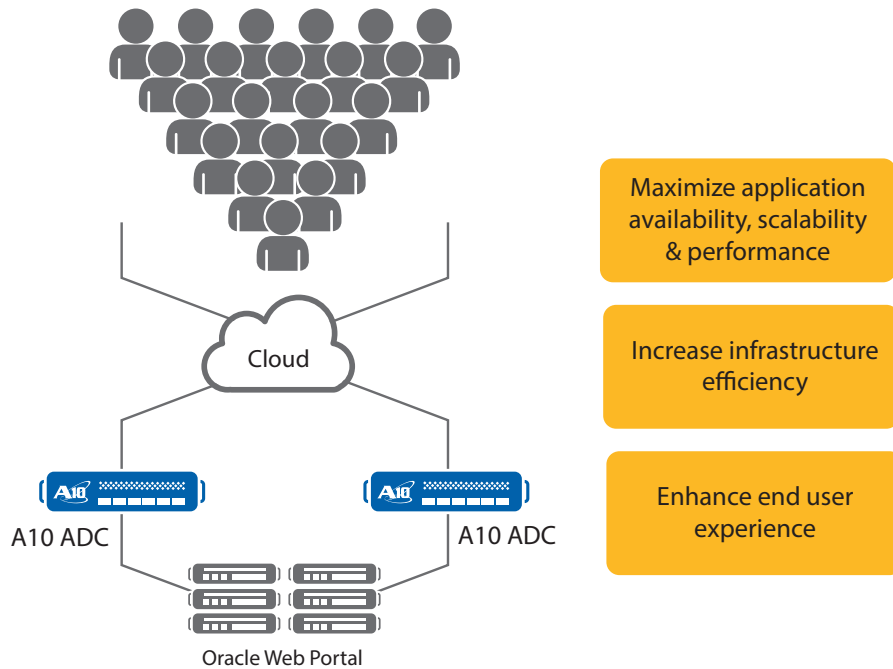 Maximize application
availability, scalability
& performance
Cloud
Increase infrastructure
efficiency
A10
A10
A10 ADC
A10 ADC
Enhance end user
experience
Oracle Web Portal